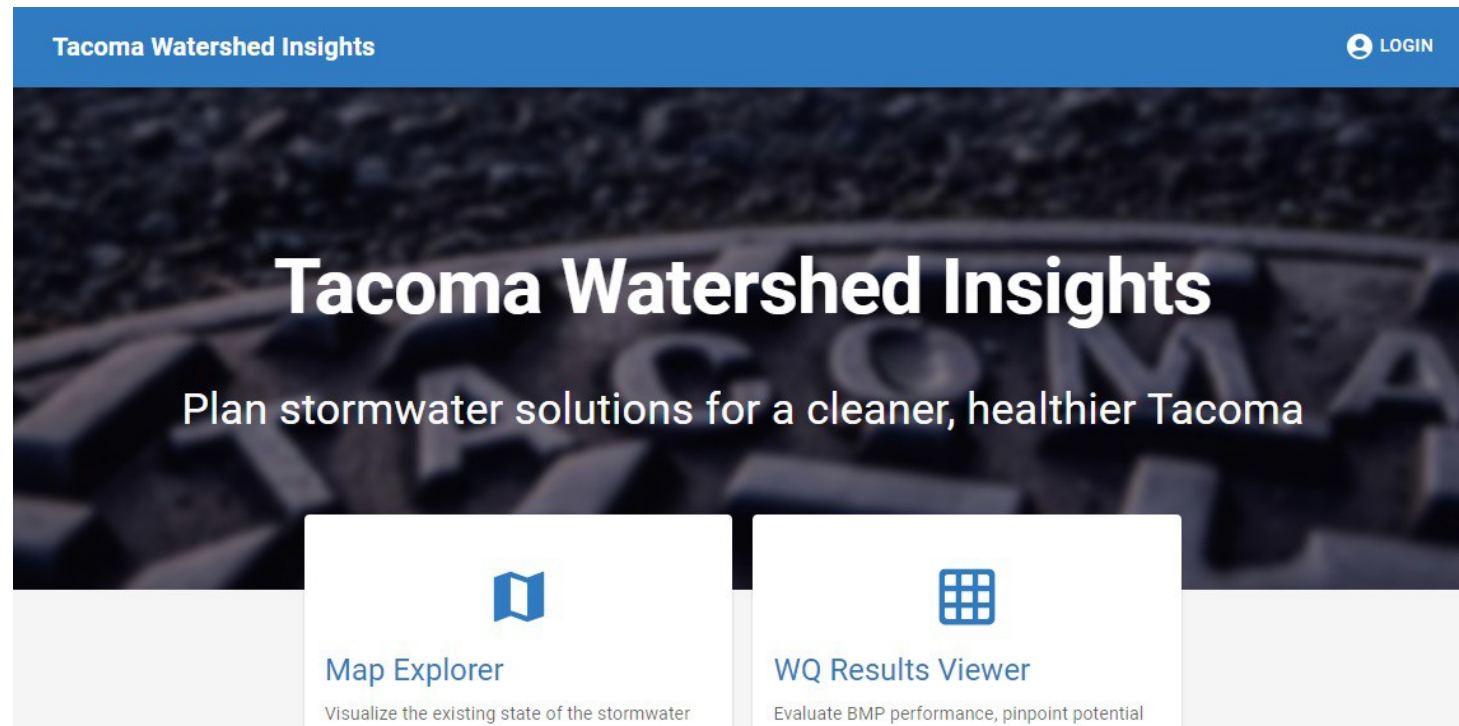 Tacoma Watershed Insights
LOGIN
Tacoma Watershed Insights
Plan stormwater solutions for a cleaner, healthier Tacoma
TACOMA
Map Explorer
WQ Results Viewer
Visualize the existing state of the stormwater
Evaluate BMP performance, pinpoint potential